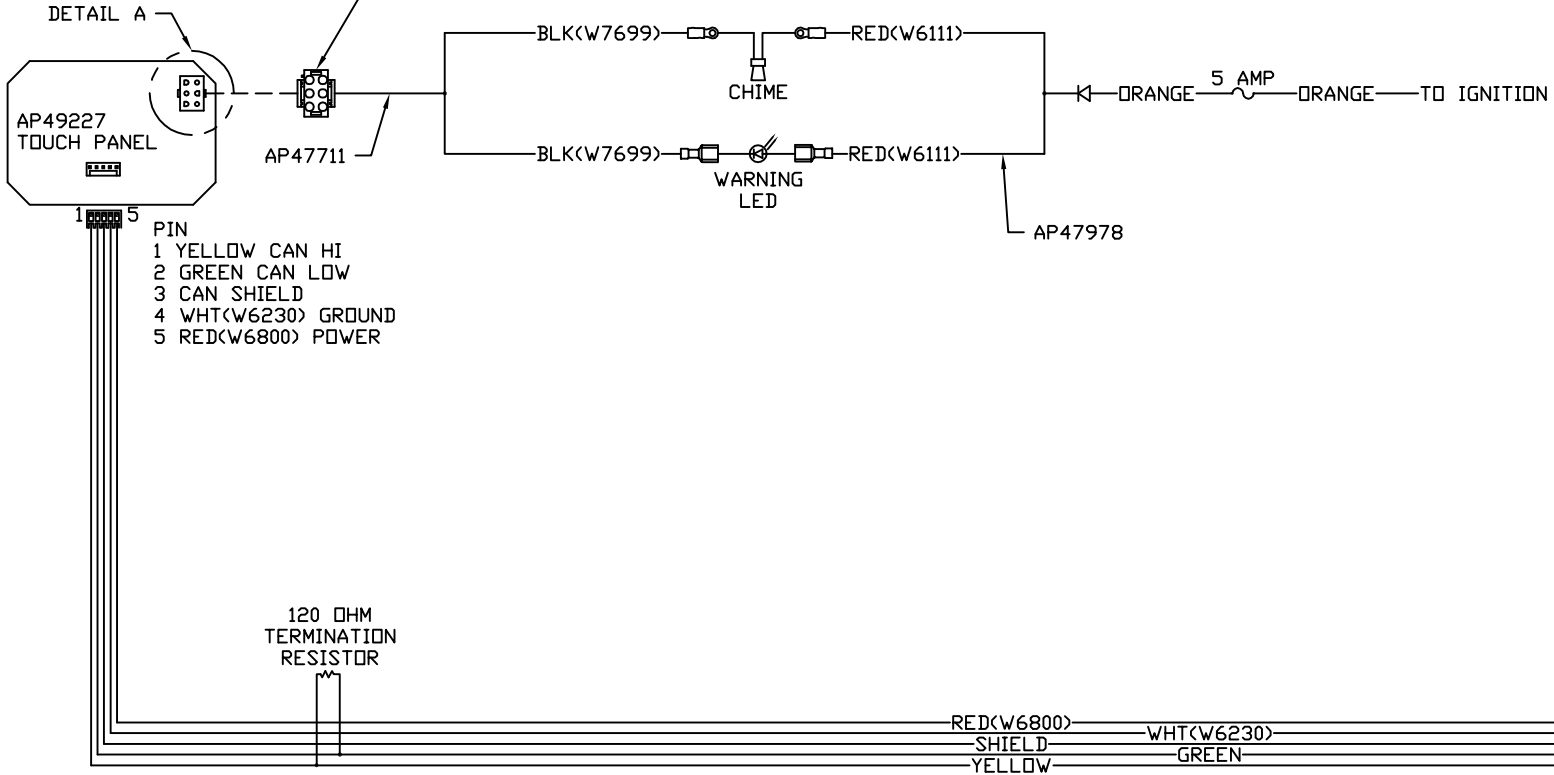 DETAIL A
BLK(W7699)
RED(W6111)
CHIME
5 AMP
ORANGE
ORANGE
TO IGNITION
AP49227
TOUCH PANEL
AP47711
BLK(W7699)
RED(W6111)
WARNING
LED
AP47978
1
5
PIN
1 YELLOW CAN HI
2 GREEN CAN LOW
3 CAN SHIELD
4 WHT(W6230) GROUND
5 RED(W6800) POWER
120 OHM
TERMINATION
RESISTOR
RED(W6800)
WHT(W6230)
SHIELD
GREEN
YELLOW